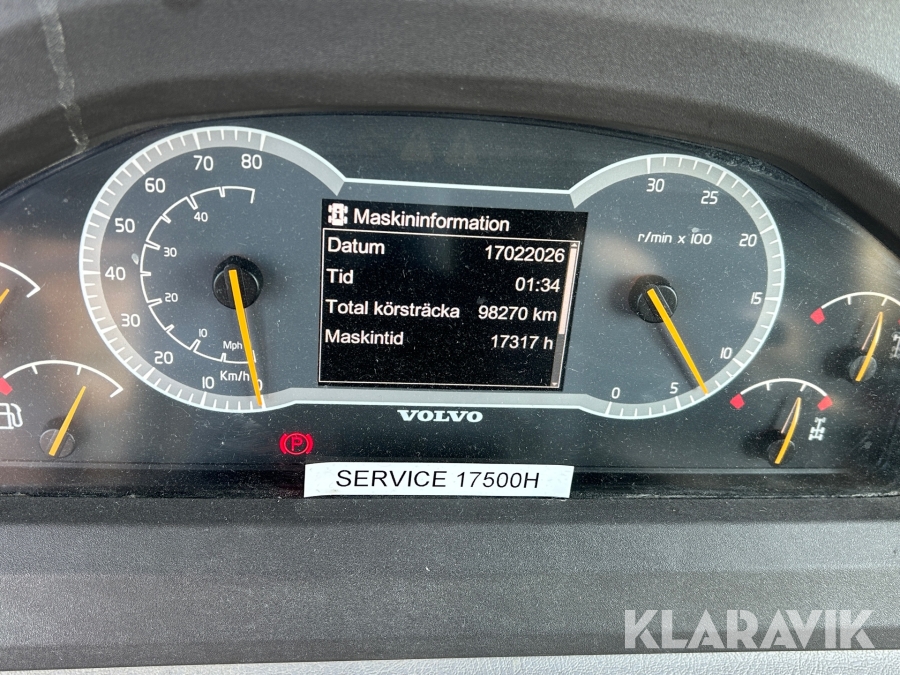 Maskininformation
Datum 17022026
Tid 01:34
Total körsträcka 98270 km
Maskintid 17317 h
80
70
60
50
40
30
20
10
0
40
30
20
10
Mph
Km/h
30
25
20
15
10
5
0
r/min x 100
VOLVO
P
SERVICE 17500H
KLARAVIK